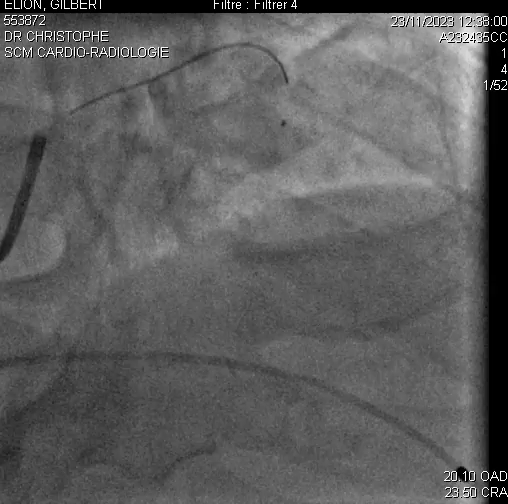 ELION, GILBERT
Filtre : Filtrer 4
553872
23/11/2023 12:38:00
DR CHRISTOPHE
A232435CC
SCM CARDIO-RADIOLOGIE
1
4
1/52
20.10 OAD
23.50 CRA